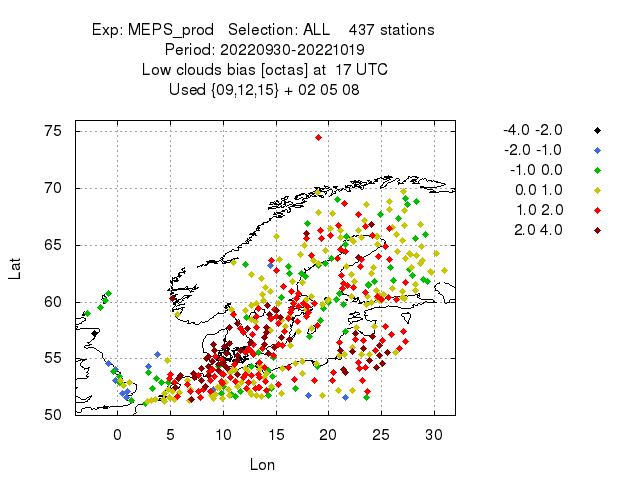 Exp: MEPS_prod   Selection: ALL    437 stations
Period: 20220930-20221019
Low clouds bias [octas] at  17 UTC
Used {09,12,15} + 02 05 08
-4.0 -2.0
-2.0 -1.0
-1.0 0.0
0.0 1.0
1.0 2.0
2.0 4.0
75
70
65
60
55
50
Lat
0 5 10 15 20 25 30
Lon